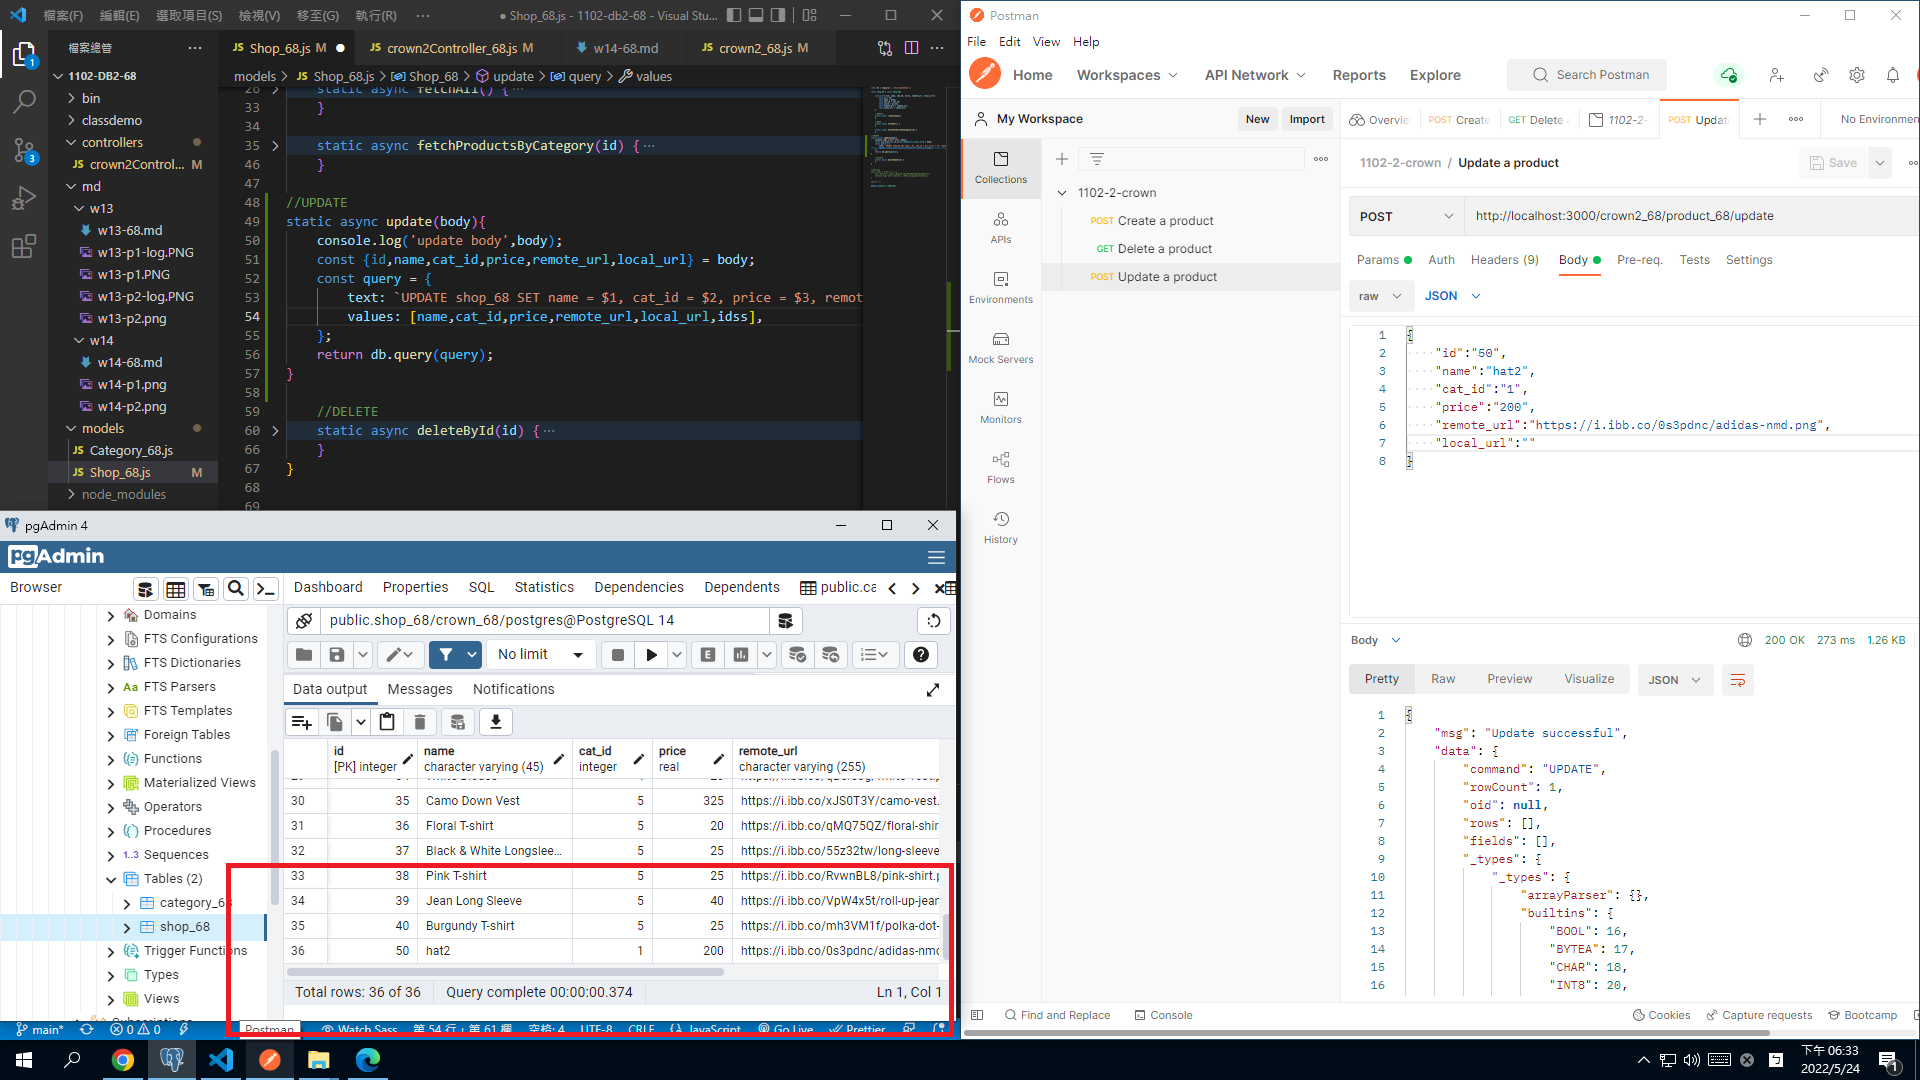 檔案(F) 編輯(E) 選取項目(S) 檢視(V) 移至(G) 執行(R) ··· ● Shop_68.js - 1102-db2-68 - Visual Stu...
檔案總管 ···
1102-DB2-68
bin
classdemo
controllers
crown2Control... M
md
w13
w13-68.md
w13-p1-log.PNG
w13-p1.PNG
w13-p2-log.PNG
w13-p2.png
w14
w14-68.md
w14-p1.png
w14-p2.png
models
Category_68.js
Shop_68.js M
node_modules
JS Shop_68.js M ● JS crown2Controller_68.js M w14-68.md JS crown2_68.js M
models > JS Shop_68.js > Shop_68 > update > query > values
26 static async fetchAll() {···
33 }
34
35 static async fetchProductsByCategory(id) {···
46 }
47
48 //UPDATE
49 static async update(body){
50 console.log('update body',body);
51 const {id,name,cat_id,price,remote_url,local_url} = body;
52 const query = {
53 text: `UPDATE shop_68 SET name = $1, cat_id = $2, price = $3, remot
54 values: [name,cat_id,price,remote_url,local_url,idss],
55 };
56 return db.query(query);
57 }
58
59 //DELETE
60 static async deleteById(id) {···
66 }
67 }
68
69
pgAdmin 4
pgAdmin
Browser
Domains
FTS Configurations
FTS Dictionaries
FTS Parsers
FTS Templates
Foreign Tables
Functions
Materialized Views
Operators
Procedures
1..3 Sequences
Tables (2)
category_68
shop_68
Trigger Functions
Types
Views
Subscriptions
Dashboard Properties SQL Statistics Dependencies Dependents public.ca
public.shop_68/crown_68/postgres@PostgreSQL 14
No limit
Data output Messages Notifications
id [PK] integer name character varying (45) cat_id integer price real remote_url character varying (255)
30 35 Camo Down Vest 5 325 https://i.ibb.co/xJS0T3Y/camo-vest.
31 36 Floral T-shirt 5 20 https://i.ibb.co/qMQ75QZ/floral-shir
32 37 Black & White Longslee... 5 25 https://i.ibb.co/55z32tw/long-sleeve
33 38 Pink T-shirt 5 25 https://i.ibb.co/RvwnBL8/pink-shirt.p
34 39 Jean Long Sleeve 5 40 https://i.ibb.co/VpW4x5t/roll-up-jean
35 40 Burgundy T-shirt 5 25 https://i.ibb.co/mh3VM1f/polka-dot-
36 50 hat2 1 200 https://i.ibb.co/0s3pdnc/adidas-nmd
Total rows: 36 of 36 Query complete 00:00:00.374 Ln 1, Col 1
main* 0 0 Postman Watch Sass 第 54 行，第 61 欄 空格: 4 UTF-8 CRLF JavaScript Go Live Prettier
Postman
File Edit View Help
Home Workspaces API Network Reports Explore Search Postman
My Workspace New Import
Overvie POST Create GET Delete 1102-2- POST Updat No Environmen
Collections
APIs
Environments
Mock Servers
Monitors
Flows
History
1102-2-crown
POST Create a product
GET Delete a product
POST Update a product
1102-2-crown / Update a product Save
POST http://localhost:3000/crown2_68/product_68/update
Params Auth Headers (9) Body Pre-req. Tests Settings
raw JSON
1 {
2 "id":"50",
3 "name":"hat2",
4 "cat_id":"1",
5 "price":"200",
6 "remote_url":"https://i.ibb.co/0s3pdnc/adidas-nmd.png",
7 "local_url":""
8 }
Body 200 OK 273 ms 1.26 KB
Pretty Raw Preview Visualize JSON
1 {
2 "msg": "Update successful",
3 "data": {
4 "command": "UPDATE",
5 "rowCount": 1,
6 "oid": null,
7 "rows": [],
8 "fields": [],
9 "_types": {
10 "_types": {
11 "arrayParser": {},
12 "builtins": {
13 "BOOL": 16,
14 "BYTEA": 17,
15 "CHAR": 18,
16 "INT8": 20,
Find and Replace Console Cookies Capture requests Bootcamp
下午 06:33
2022/5/24